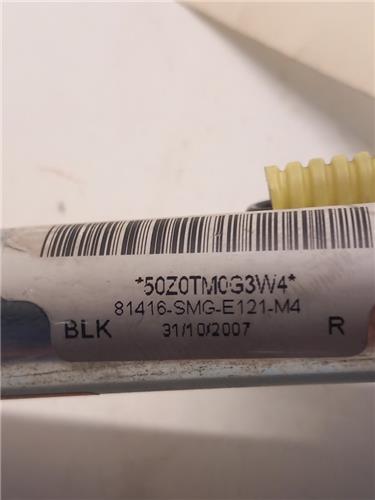 *50Z0TM0G3W4*
81416-SMG-E121-M4
BLK 31/10/2007 R